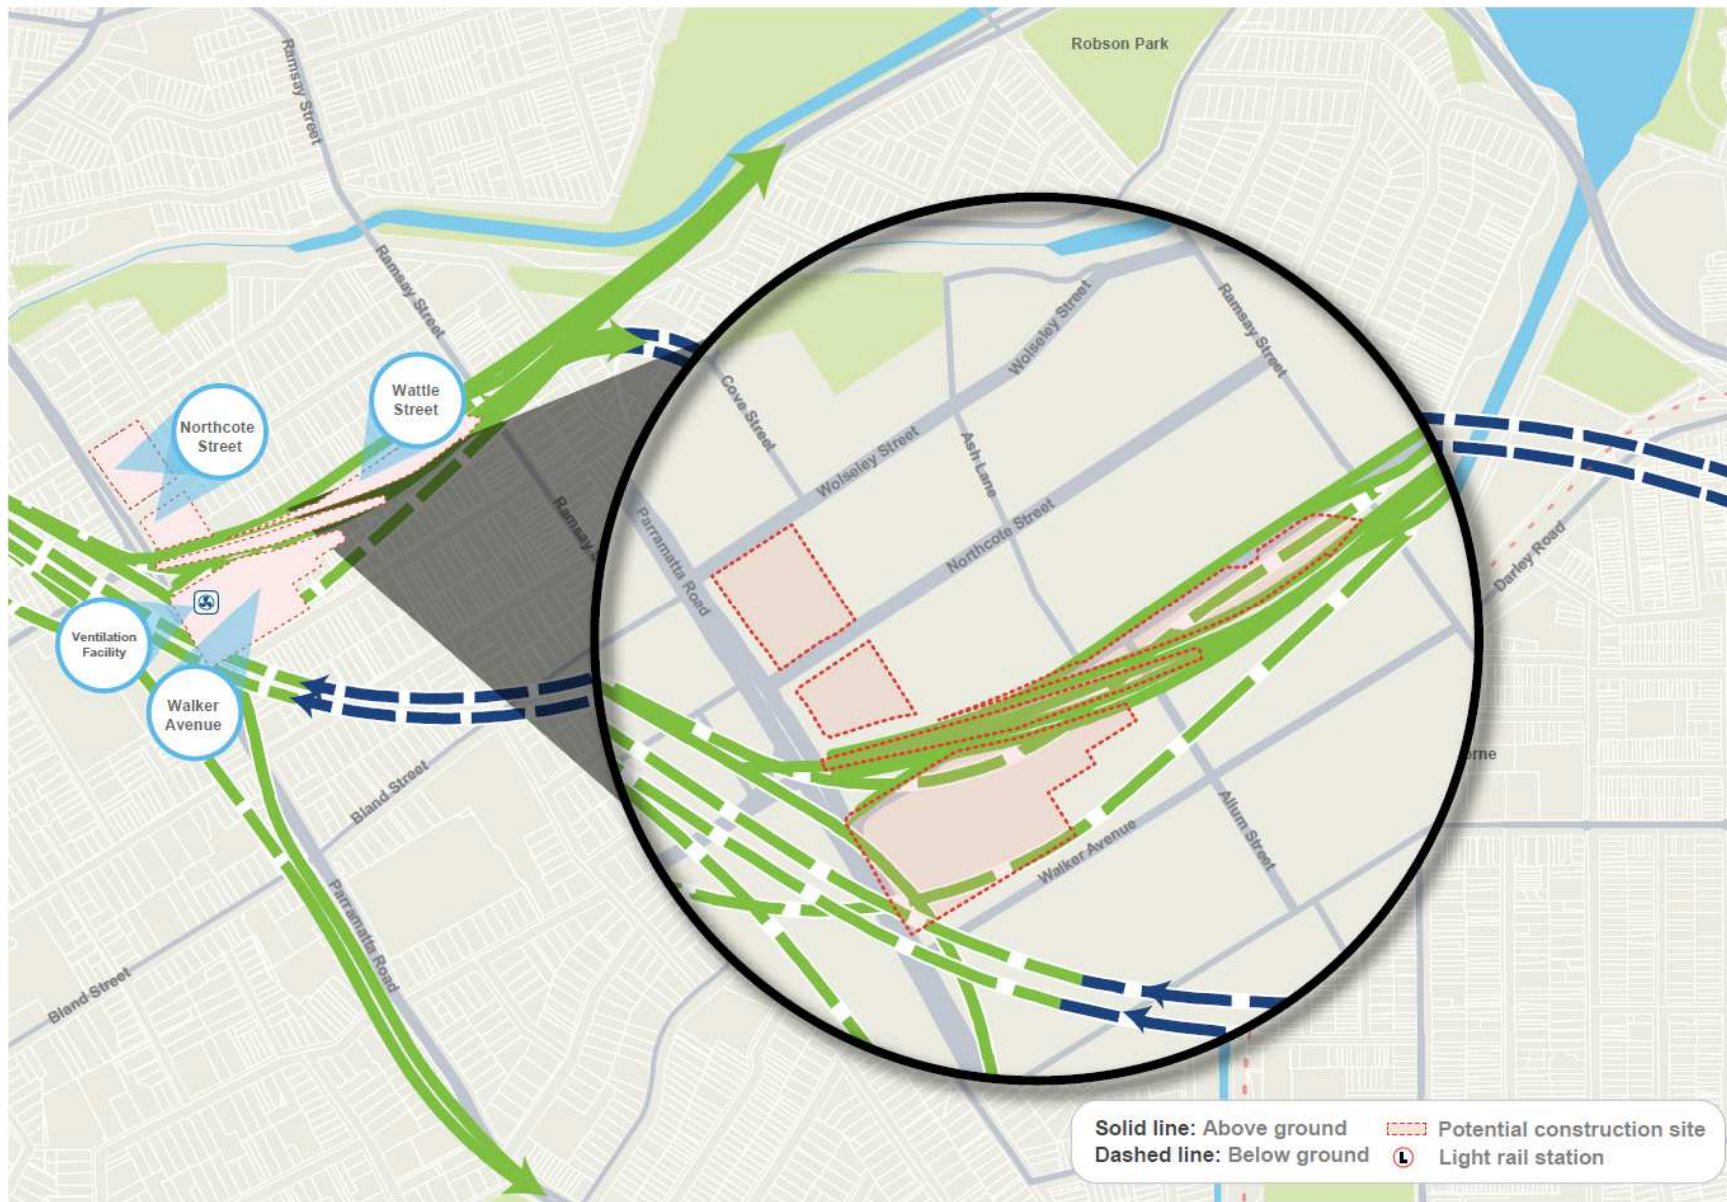 Robson Park
Ramsay Street
Ramsay Street
Wattle
Street
Northcote
Street
Ventilation
Facility
Walker
Avenue
Bland Street
Bland Street
Parramatta Road
Parramatta Road
Cove Street
Wolseley Street
Wolseley Street
Ash Lane
Northcote Street
Ramsay Street
Walker Avenue
Allum Street
Darley Road
Solid line: Above ground
Dashed line: Below ground
Potential construction site
L
Light rail station